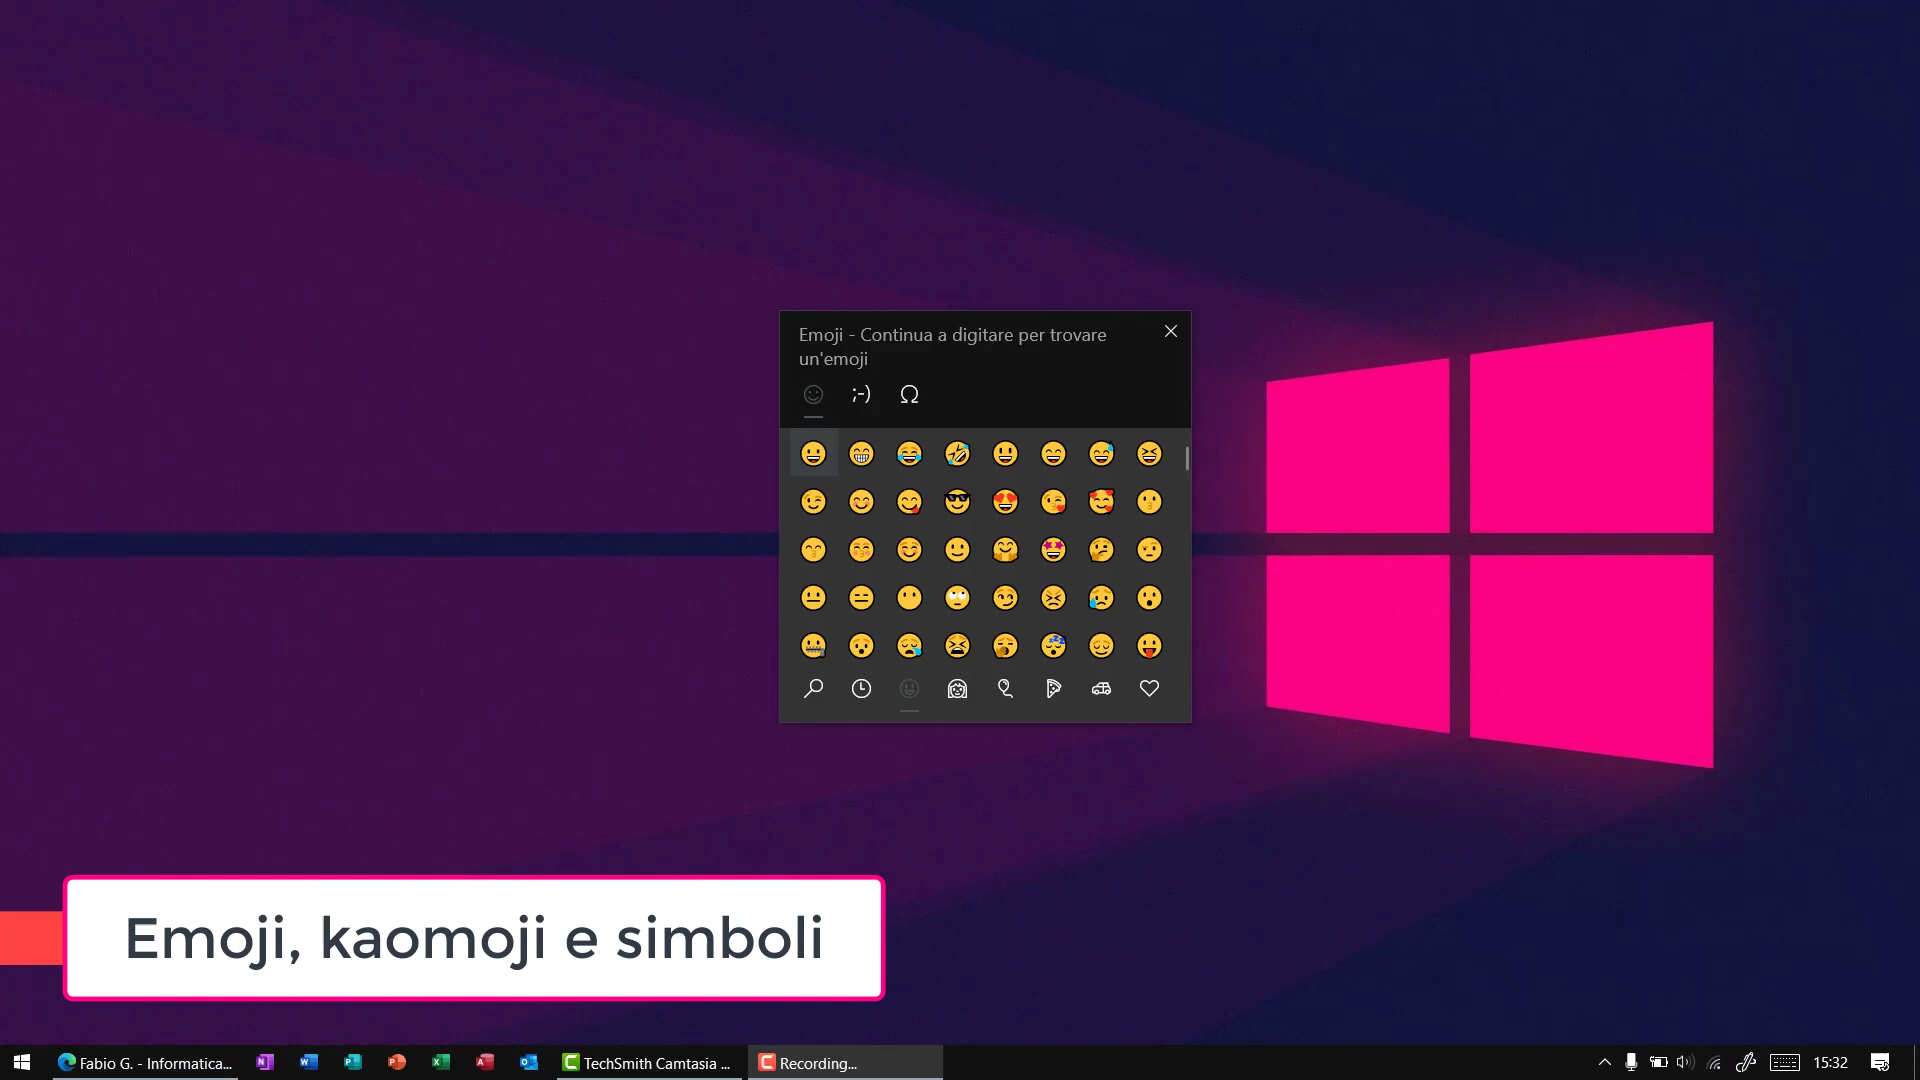 Emoji - Continua a digitare per trovare
un'emoji
;-) Ω
Emoji, kaomoji e simboli
Fabio G. - Informatica... TechSmith Camtasia ... Recording... 15:32